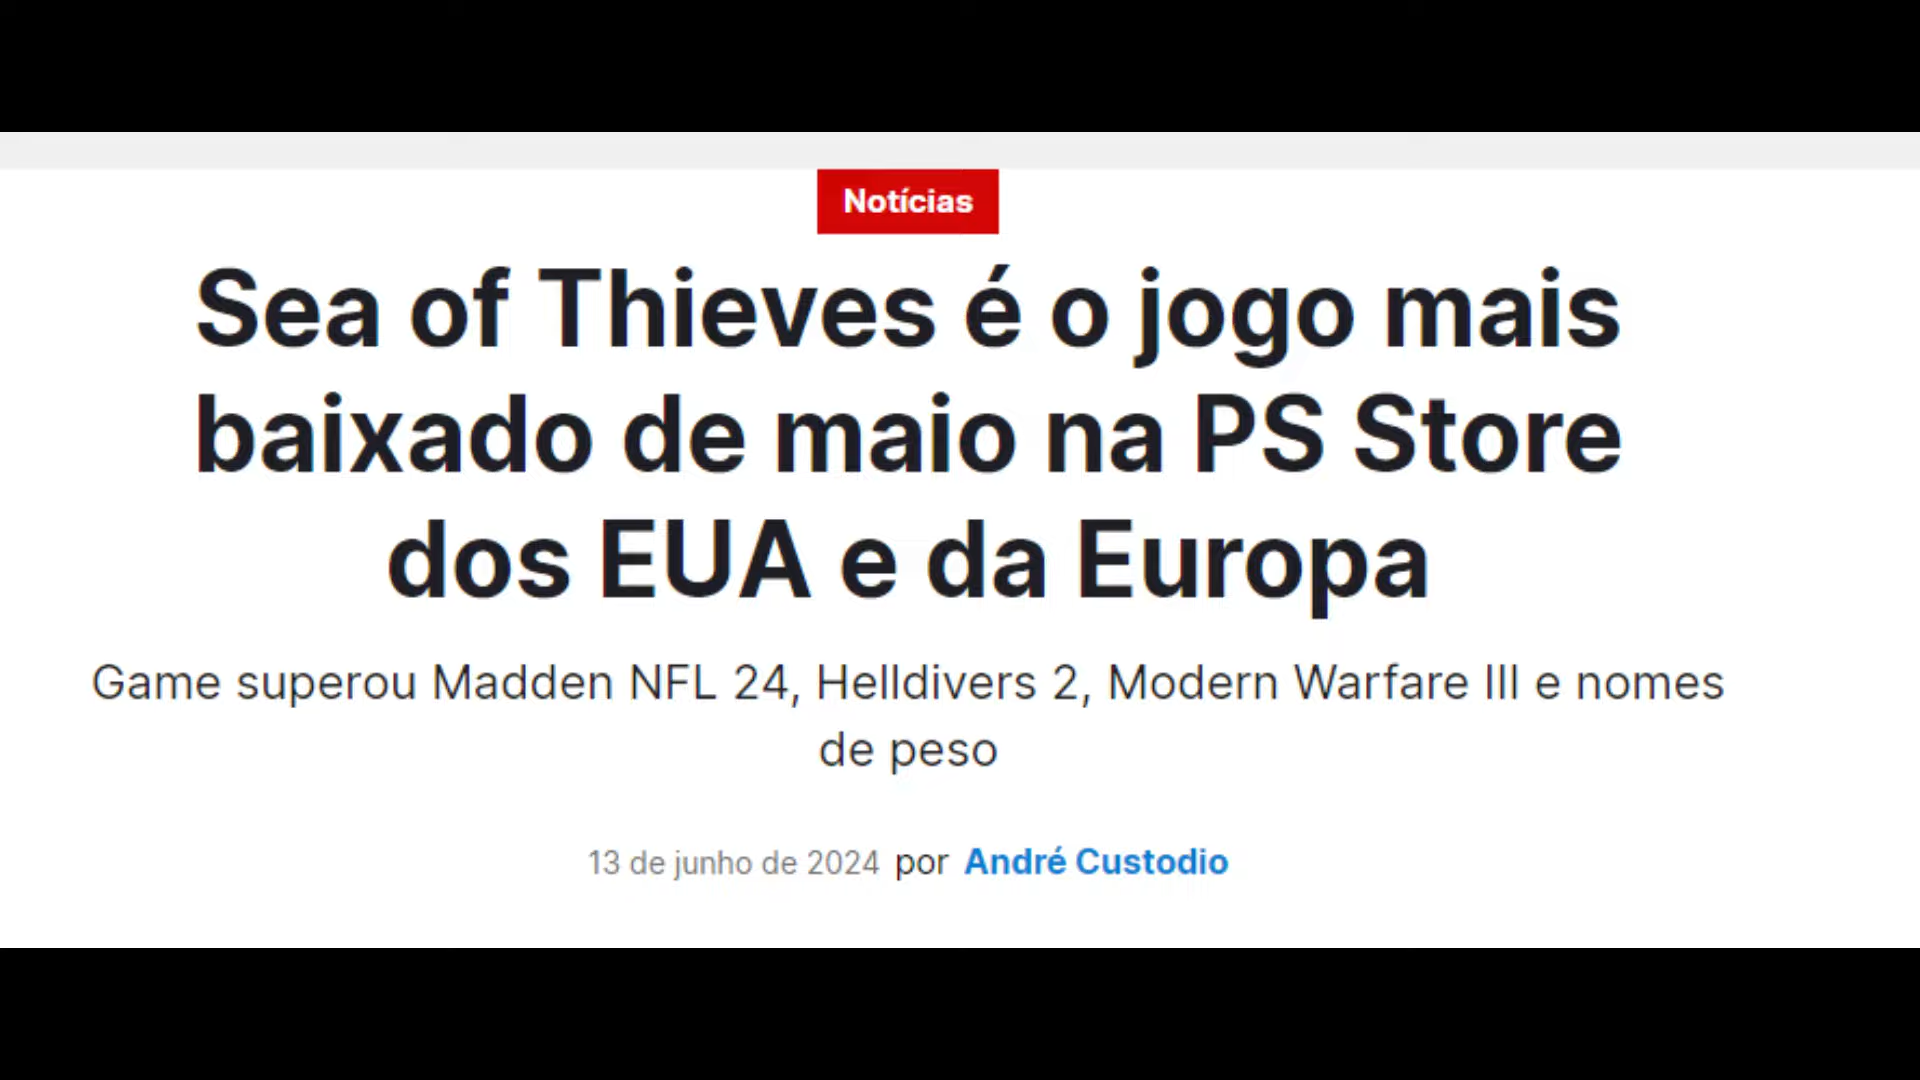 Notícias
Sea of Thieves é o jogo mais
baixado de maio na PS Store
dos EUA e da Europa
Game superou Madden NFL 24, Helldivers 2, Modern Warfare III e nomes
de peso
13 de junho de 2024 por André Custodio